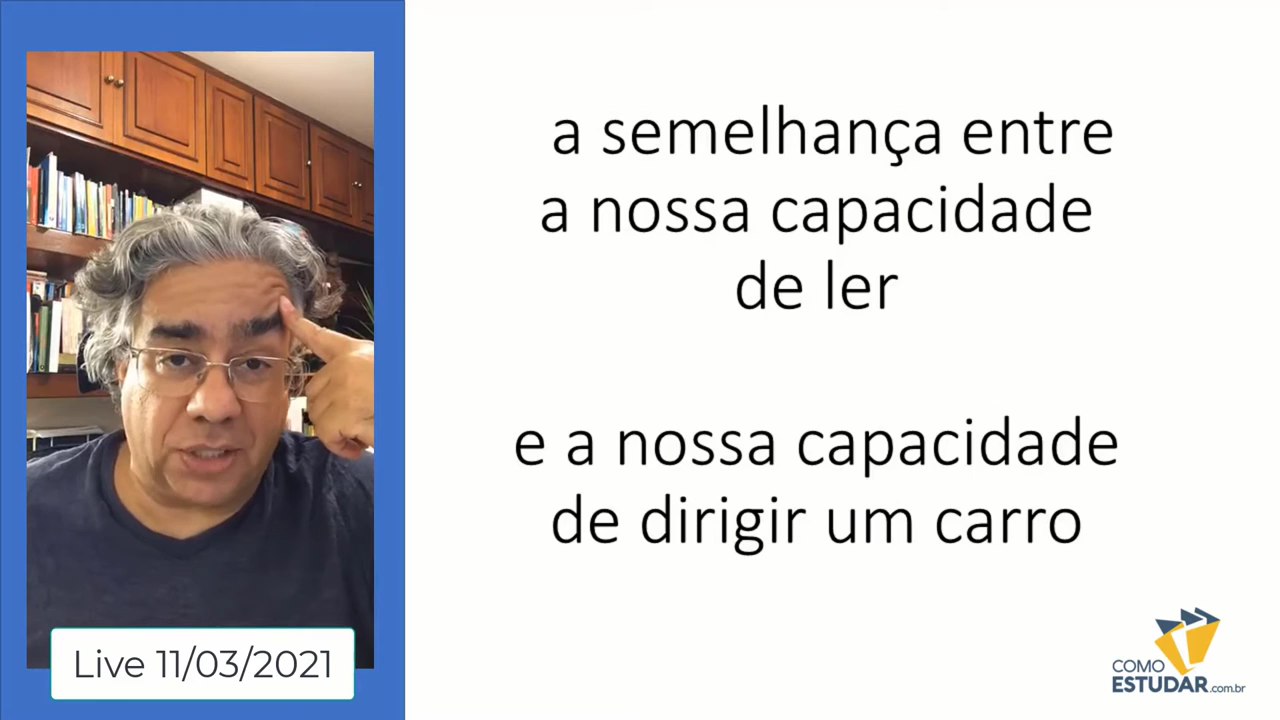 a semelhança entre
a nossa capacidade
de ler
e a nossa capacidade
de dirigir um carro
Live 11/03/2021
COMO
ESTUDAR.com.br